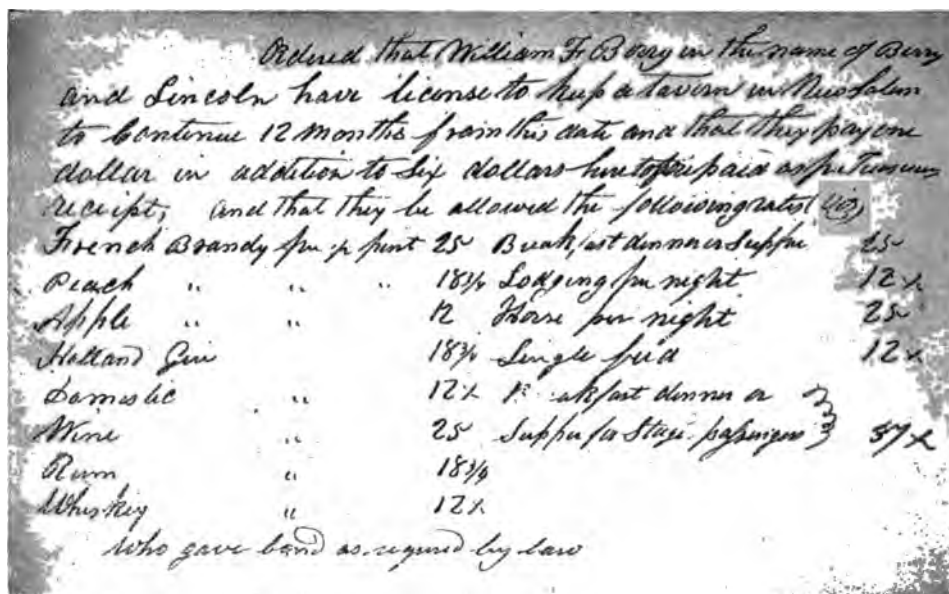 Ordered that William F. Berry in the name of Berry
and Lincoln have license to keep a tavern in New Salem
to Continue 12 months from this date and that they pay one
dollar in addition to Six dollars heretofore paid as per Treasurers
receipt, and that they be allowed the following rates (viz)
French Brandy per ½ pint 25 Breakfast dinner or Supper 25
Peach " " " 18¾ Lodging per night 12½
Apple " " 12 Horse per night 25
Holland Gin " 18¾ Single feed 12½
Domestic " 12½ Breakfast dinner or }
Wine " 25 Supper for Stage passengers } 37½
Rum " 18¾
Whiskey " 12½
who gave bond as required by law